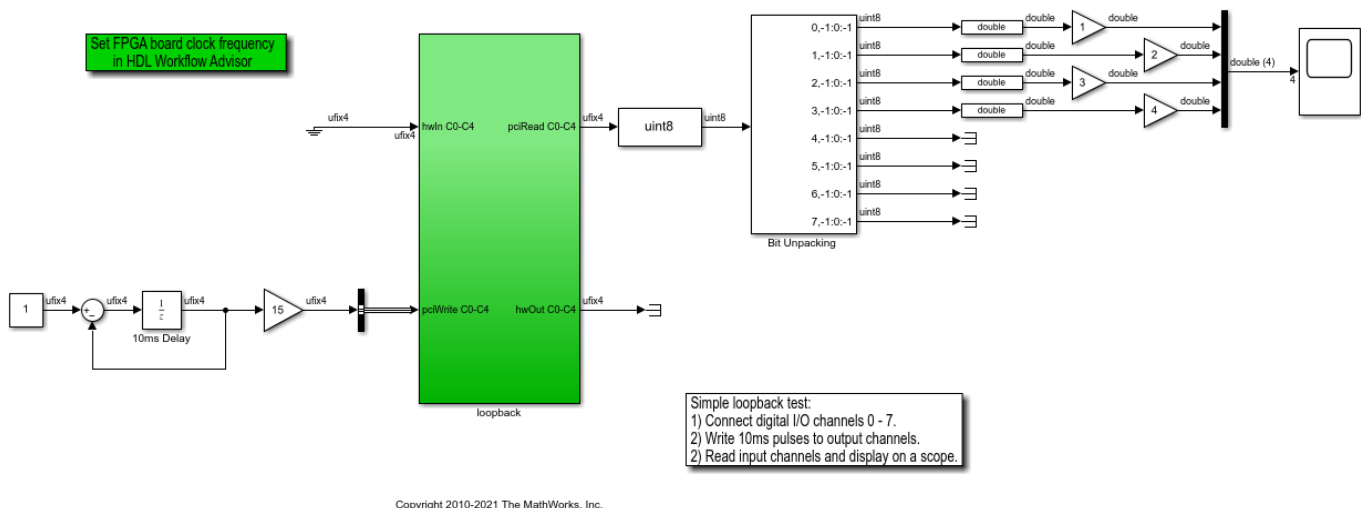 Set FPGA board clock frequency
in HDL Workflow Advisor
ufix4
ufix4
hwIn C0-C4
pciRead C0-C4
ufix4
uint8
uint8
0,-1:0:-1
uint8
double
double
1
double
1,-1:0:-1
uint8
double
double
2
double
2,-1:0:-1
uint8
double
double
3
double
3,-1:0:-1
uint8
double
double
4
double
double (4)
4
4,-1:0:-1
uint8
5,-1:0:-1
uint8
6,-1:0:-1
uint8
7,-1:0:-1
uint8
Bit Unpacking
1
ufix4
+
−
ufix4
1
z
ufix4
10ms Delay
15
ufix4
pciWrite C0-C4
hwOut C0-C4
ufix4
loopback
Simple loopback test:
1) Connect digital I/O channels 0 - 7.
2) Write 10ms pulses to output channels.
2) Read input channels and display on a scope.
Copyright 2010-2021 The MathWorks, Inc.